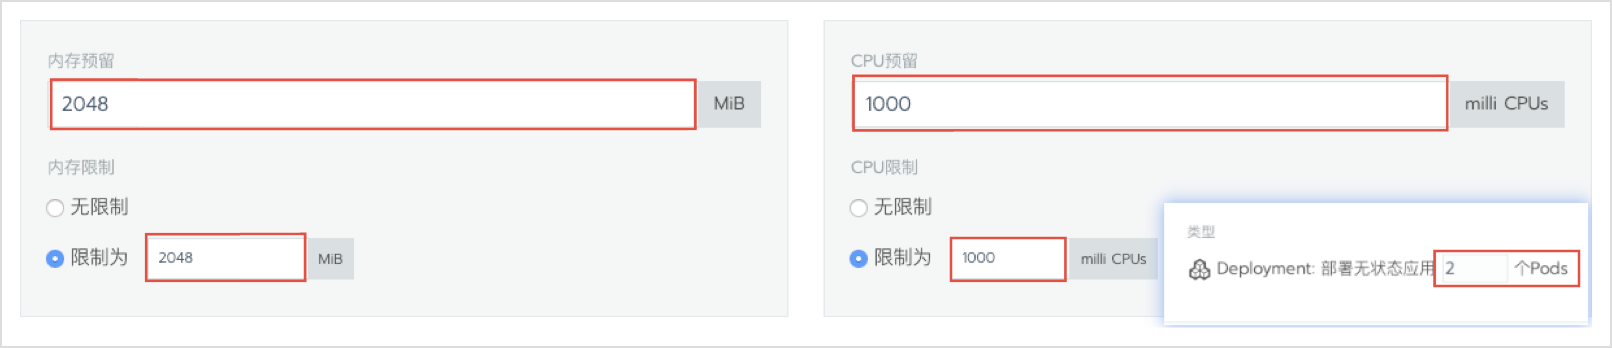 内存预留
2048 MiB
内存限制
无限制
限制为 2048 MiB
CPU预留
1000 milli CPUs
CPU限制
无限制
限制为 1000 milli CPUs
类型
Deployment: 部署无状态应用 2 个Pods